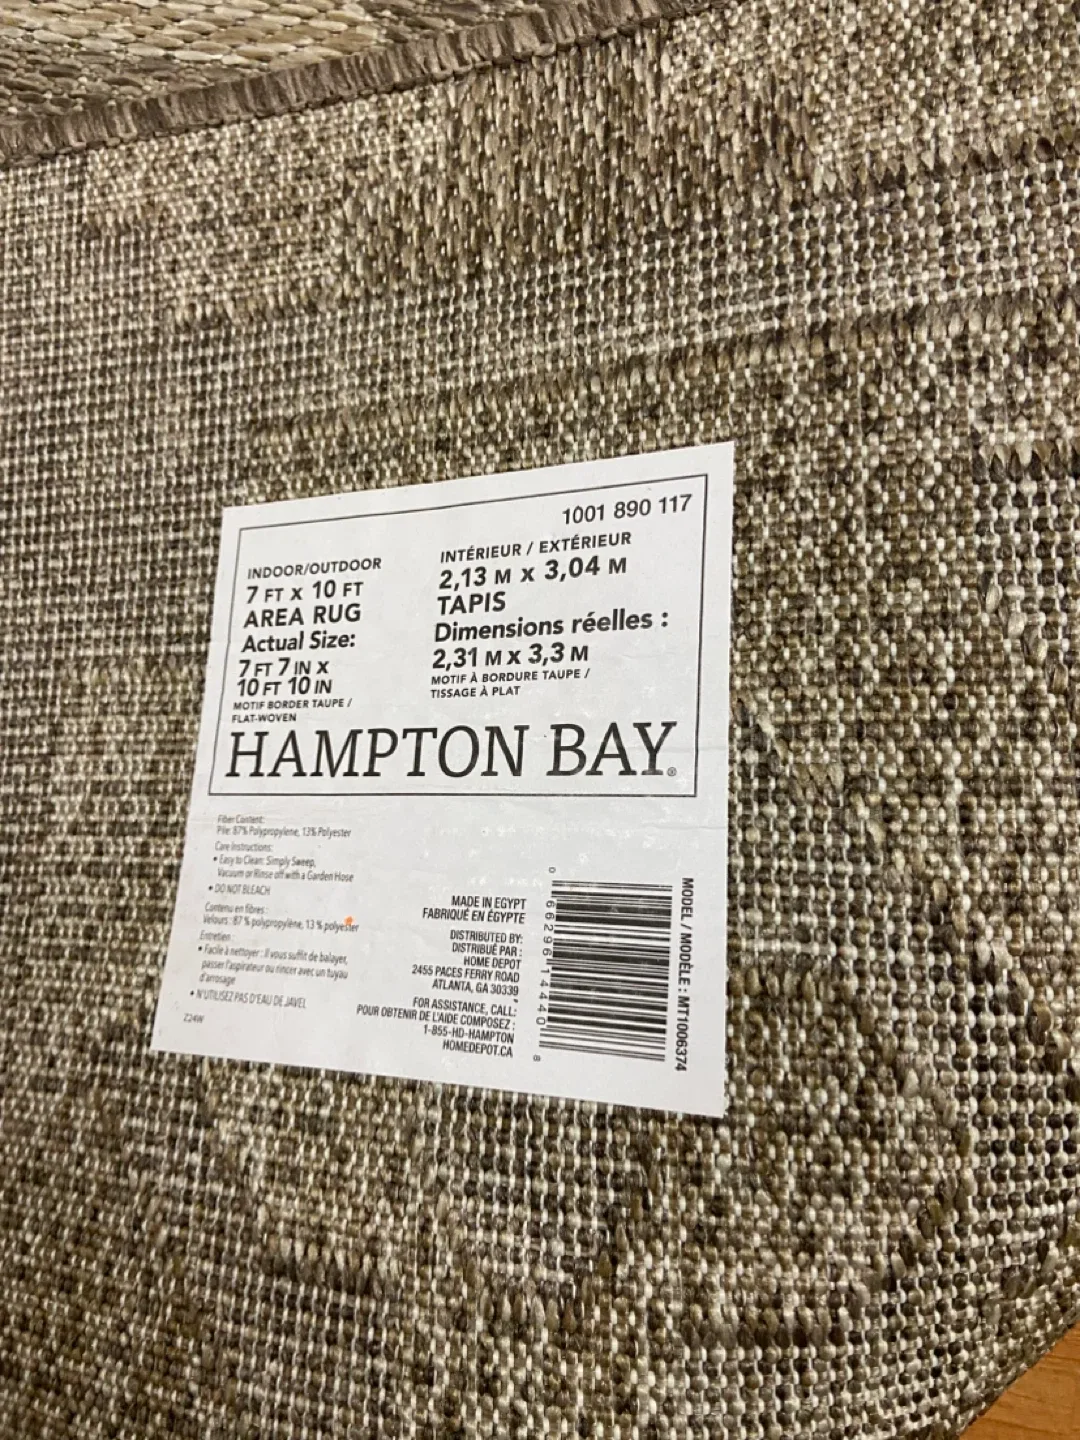 1001 890 117
INDOOR/OUTDOOR
7 FT X 10 FT
AREA RUG
Actual Size:
7 FT 7 IN X
10 FT 10 IN
MOTIF BORDER TAUPE /
FLAT-WOVEN
INTÉRIEUR / EXTÉRIEUR
2,13 M X 3,04 M
TAPIS
Dimensions réelles :
2,31 M X 3,3 M
MOTIF À BORDURE TAUPE /
TISSAGE À PLAT
HAMPTON BAY®
Fiber Content:
Pile: 87% Polypropylene, 13% Polyester
Care Instructions:
• Easy to Clean: Simply Sweep,
Vacuum or Rinse off with a Garden Hose
• DO NOT BLEACH
Contenu en fibres :
Velours : 87 % polypropylène, 13 % polyester
Entretien :
• Facile à nettoyer : Il vous suffit de balayer,
passer l'aspirateur ou rincer avec un tuyau
d'arrosage
• N'UTILISEZ PAS D'EAU DE JAVEL
Z24W
MADE IN EGYPT
FABRIQUÉ EN ÉGYPTE
DISTRIBUTED BY:
DISTRIBUÉ PAR :
HOME DEPOT
2455 PACES FERRY ROAD
ATLANTA, GA 30339
FOR ASSISTANCE, CALL:
POUR OBTENIR DE L'AIDE COMPOSEZ :
1-855-HD-HAMPTON
HOMEDEPOT.CA
0 66296 14440 8
MODEL / MODÈLE : MT1006374